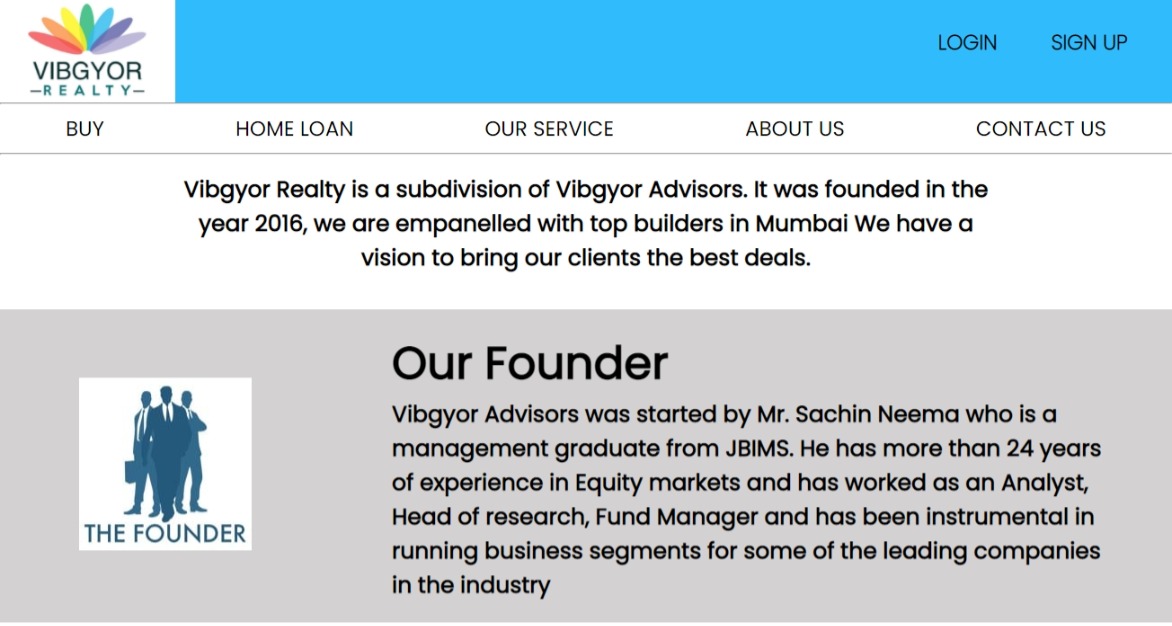 VIBGYOR
REALTY
LOGIN SIGN UP
BUY HOME LOAN OUR SERVICE ABOUT US CONTACT US
Vibgyor Realty is a subdivision of Vibgyor Advisors. It was founded in the
year 2016, we are empanelled with top builders in Mumbai We have a
vision to bring our clients the best deals.
Our Founder
THE FOUNDER
Vibgyor Advisors was started by Mr. Sachin Neema who is a
management graduate from JBIMS. He has more than 24 years
of experience in Equity markets and has worked as an Analyst,
Head of research, Fund Manager and has been instrumental in
running business segments for some of the leading companies
in the industry